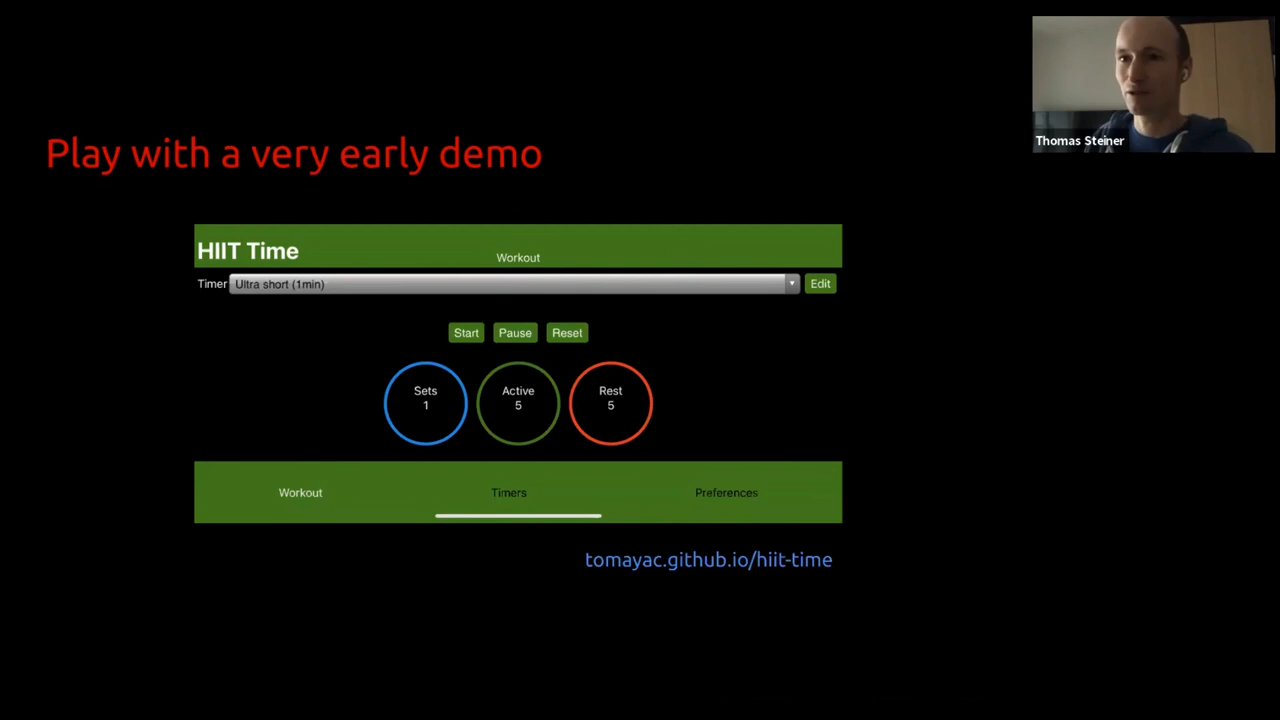 Thomas Steiner
Play with a very early demo
HIIT Time
Workout
Timer Ultra short (1min) Edit
Start Pause Reset
Sets Active Rest
1 5 5
Workout Timers Preferences
tomayac.github.io/hiit-time